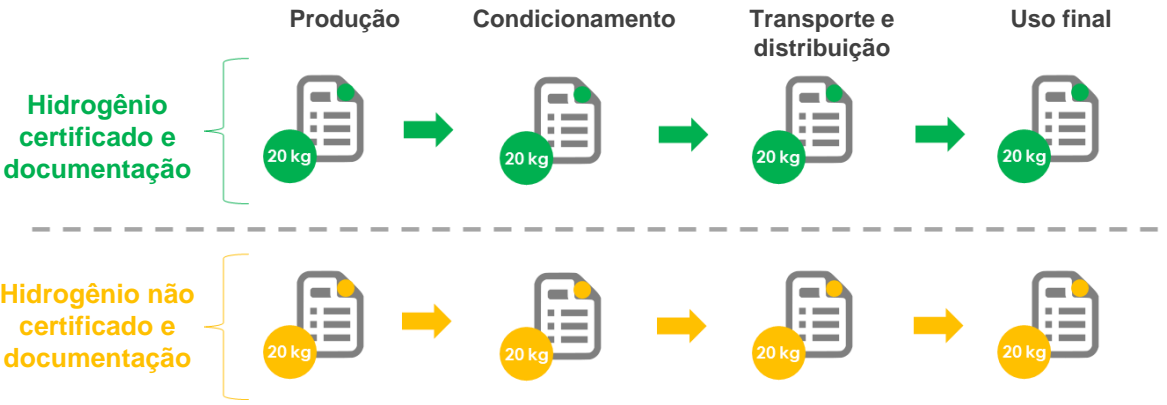 Produção
Condicionamento
Transporte e
distribuição
Uso final
Hidrogênio
certificado e
documentação
20 kg
20 kg
20 kg
20 kg
Hidrogênio não
certificado e
documentação
20 kg
20 kg
20 kg
20 kg